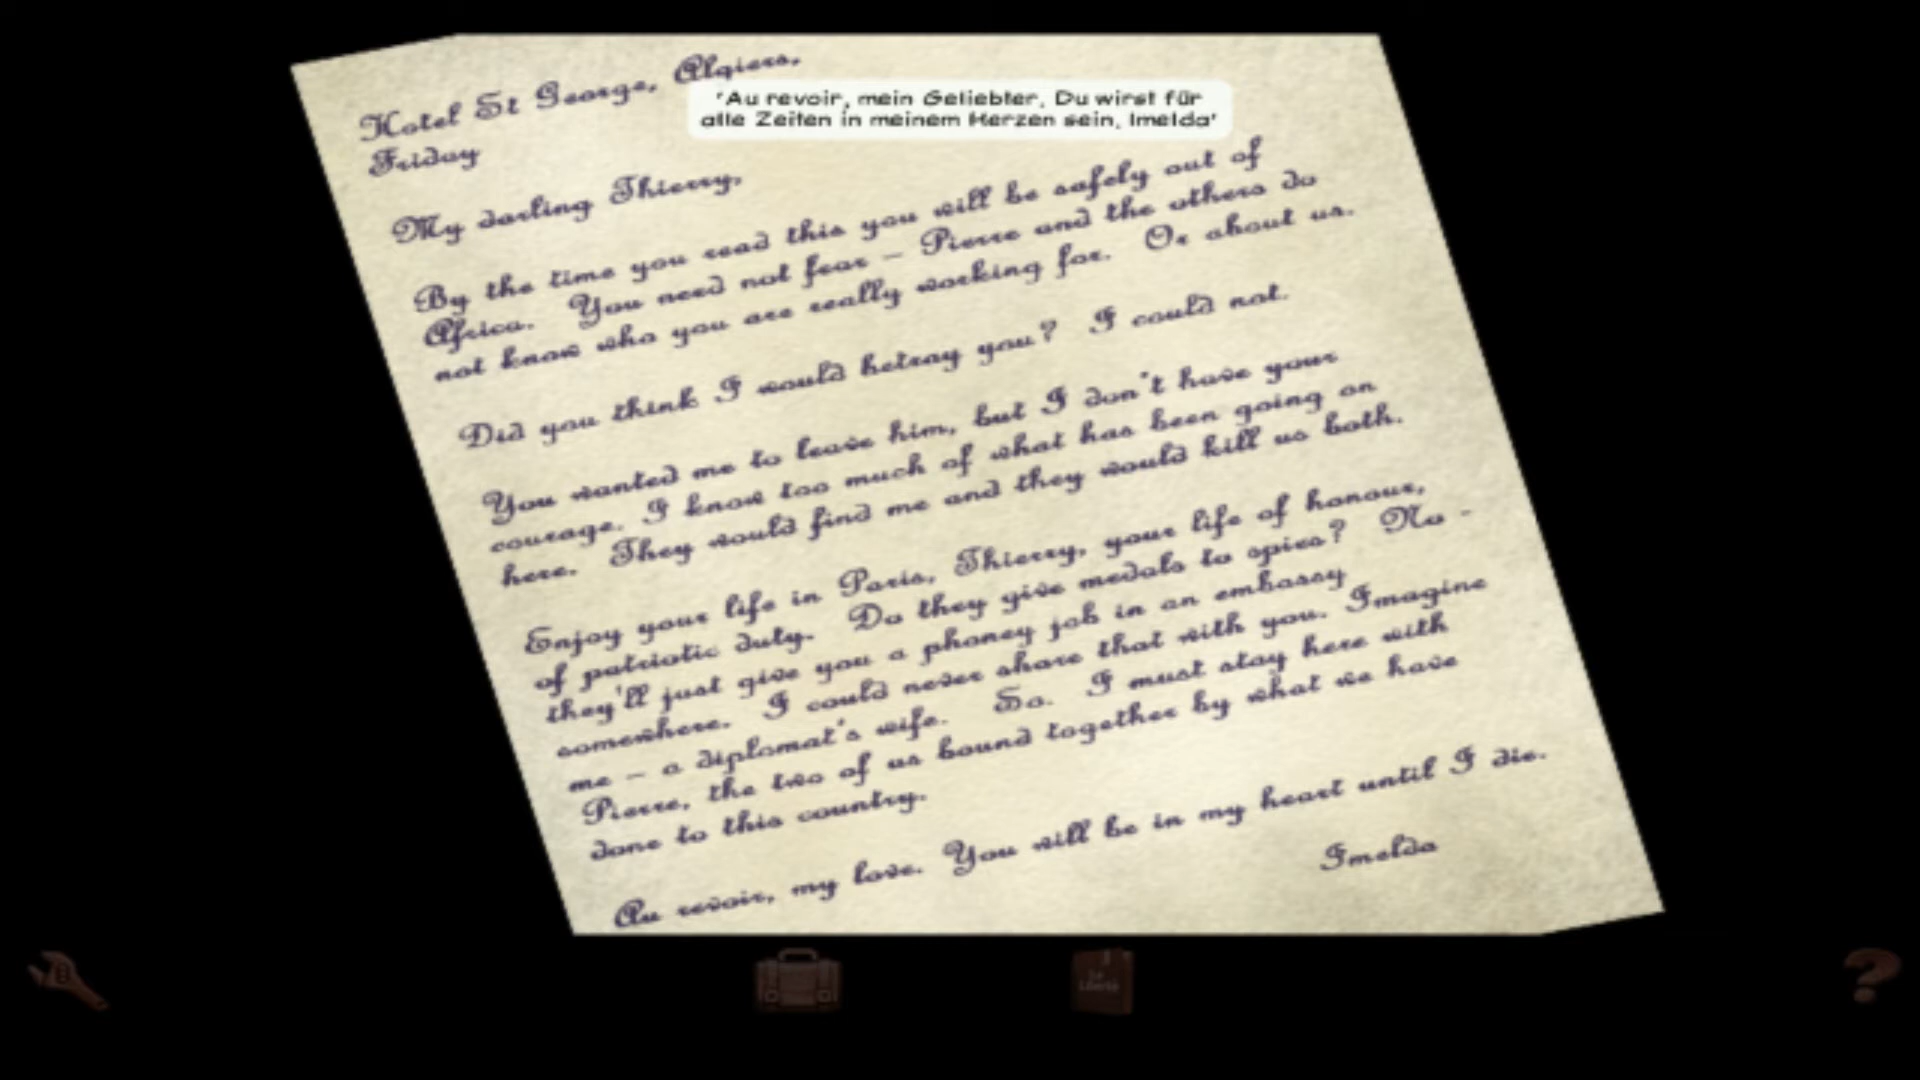 Hotel St George, Algiers,
'Au revoir, mein Geliebter. Du wirst für
alle Zeiten in meinem Herzen sein, Imelda'
Friday
My darling Thierry,
By the time you read this you will be safely out of
Africa. You need not fear – Pierre and the others do
not know who you are really working for. Or about us.
Did you think I would betray you? I could not.
You wanted me to leave him, but I don't have your
courage. I know too much of what has been going on
here. They would find me and they would kill us both.
Enjoy your life in Paris, Thierry, your life of honour,
of patriotic duty. Do they give medals to spies? No -
they'll just give you a phoney job in an embassy
somewhere. I could never share that with you. Imagine
me – a diplomat's wife. So. I must stay here with
Pierre, the two of us bound together by what we have
done to this country.
Au revoir, my love. You will be in my heart until I die.
Imelda
La
Liberté
?